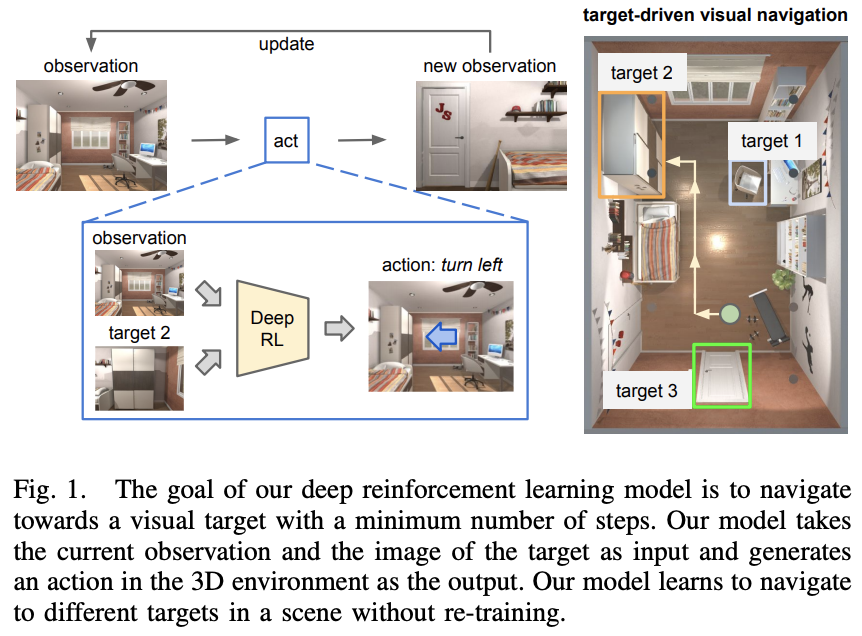 target-driven visual navigation
update
observation
new observation
act
JS
observation
target 2
Deep
RL
action: turn left
target 2
target 1
target 3
Fig. 1. The goal of our deep reinforcement learning model is to navigate
towards a visual target with a minimum number of steps. Our model takes
the current observation and the image of the target as input and generates
an action in the 3D environment as the output. Our model learns to navigate
to different targets in a scene without re-training.